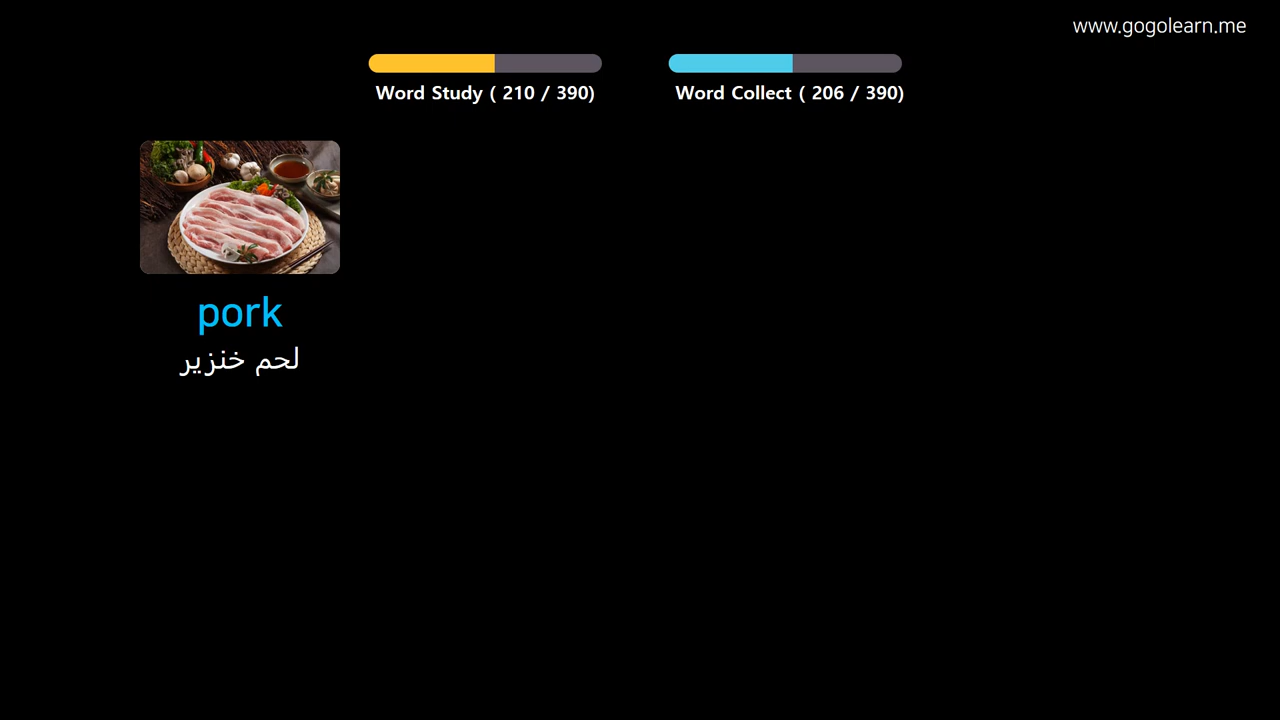 www.gogolearn.me
Word Study ( 210 / 390)
Word Collect ( 206 / 390)
pork
لحم خنزير